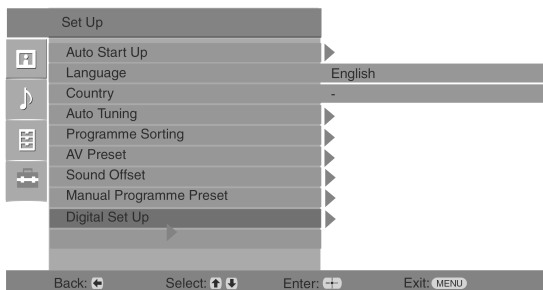 Set Up
Auto Start Up
Language English
Country -
Auto Tuning
Programme Sorting
AV Preset
Sound Offset
Manual Programme Preset
Digital Set Up
Back: Select: Enter: Exit: MENU